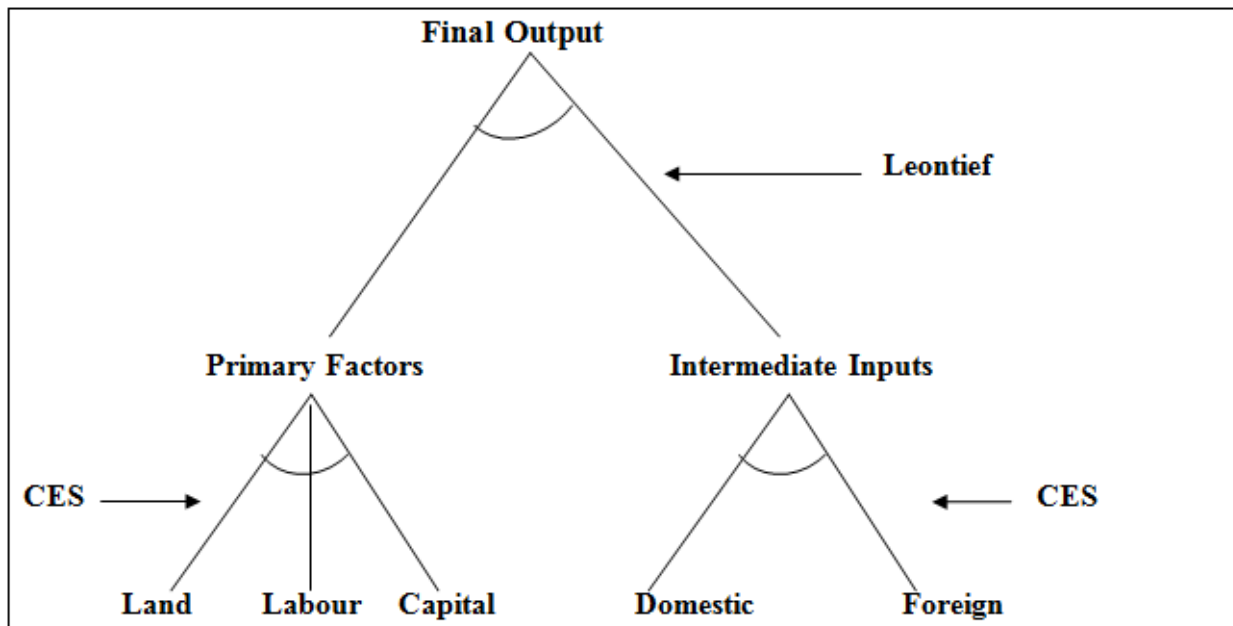 Final Output
Leontief
Primary Factors
Intermediate Inputs
CES
CES
Land
Labour
Capital
Domestic
Foreign